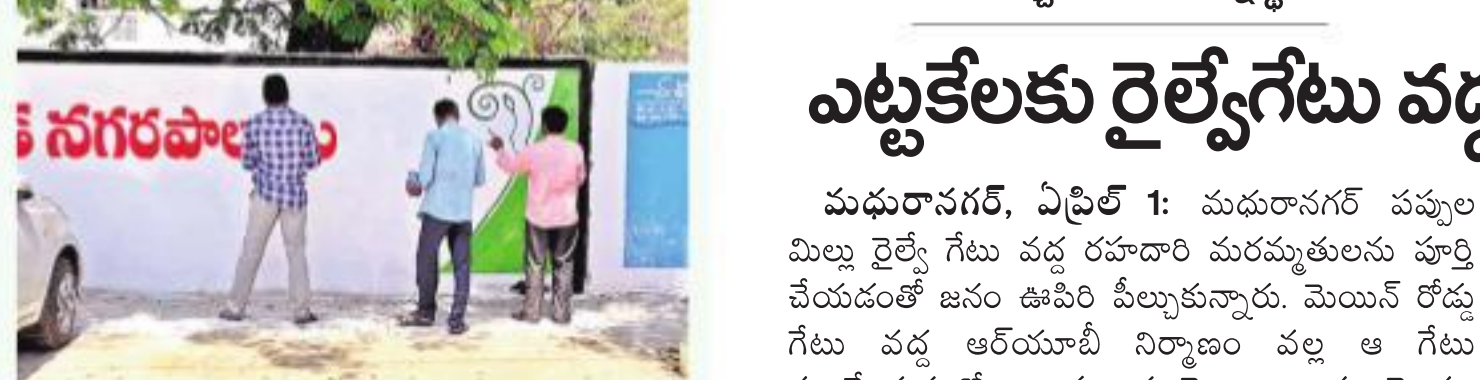 నగరపాల
ఎట్టకేలకు రైల్వేగేటు వద్ద
మధురానగర్, ఏప్రిల్ 1: మధురానగర్ పప్పుల
మిల్లు రైల్వే గేటు వద్ద రహదారి మరమ్మతులను పూర్తి
చేయడంతో జనం ఊపిరి పీల్చుకున్నారు. మెయిన్ రోడ్డు
గేటు వద్ద ఆర్‌యూబీ నిర్మాణం వల్ల ఆ గేటు